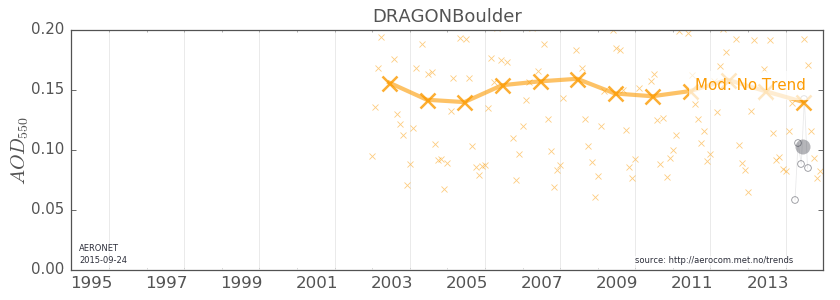 DRAGONBoulder
0.20
0.15
0.10
0.05
0.00
AOD550
Mod: No Trend
AERONET
2015-09-24
source: http://aerocom.met.no/trends
1995 1997 1999 2001 2003 2005 2007 2009 2011 2013